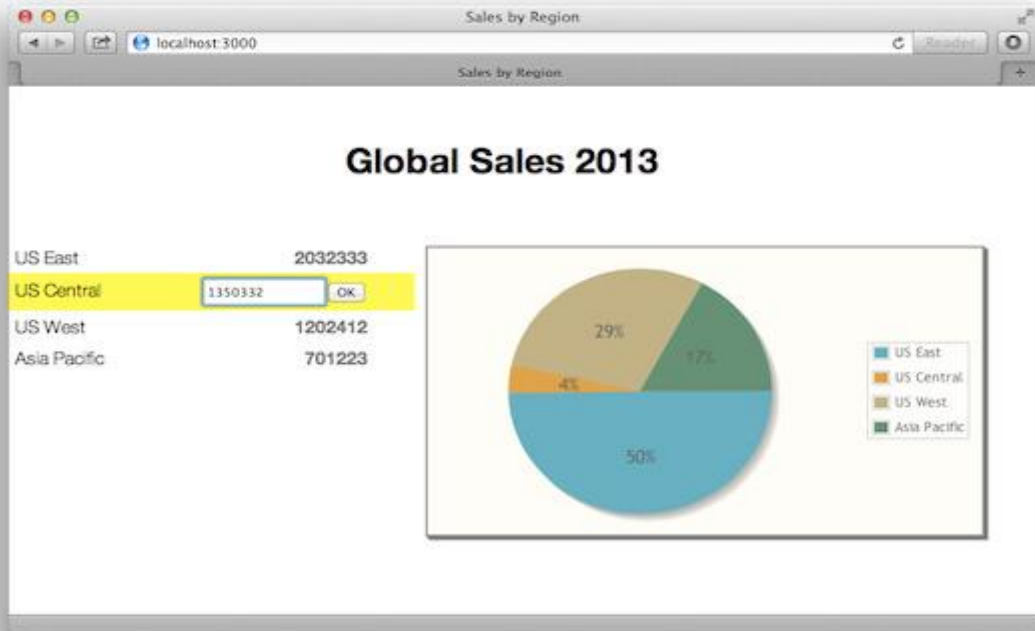 Sales by Region
localhost:3000
Reader
Sales by Region
Global Sales 2013
US East 2032333
US Central 1350332 OK
US West 1202412
Asia Pacific 701223
29%
17%
4%
50%
US East
US Central
US West
Asia Pacific